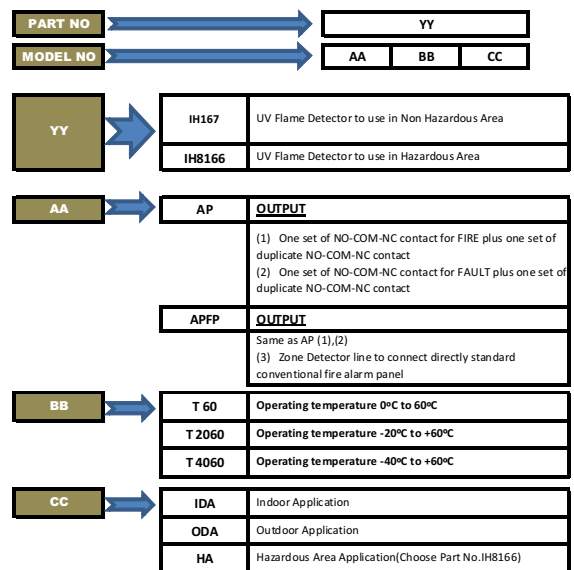 PART NO YY
MODEL NO AA BB CC
YY IH167 UV Flame Detector to use in Non Hazardous Area
IH8166 UV Flame Detector to use in Hazardous Area
AA AP OUTPUT
(1) One set of NO-COM-NC contact for FIRE plus one set of
duplicate NO-COM-NC contact
(2) One set of NO-COM-NC contact for FAULT plus one set of
duplicate NO-COM-NC contact
APFP OUTPUT
Same as AP (1),(2)
(3) Zone Detector line to connect directly standard
conventional fire alarm panel
BB T 60 Operating temperature 0ºC to 60ºC
T 2060 Operating temperature -20ºC to +60ºC
T 4060 Operating temperature -40ºC to +60ºC
CC IDA Indoor Application
ODA Outdoor Application
HA Hazardous Area Application(Choose Part No.IH8166)